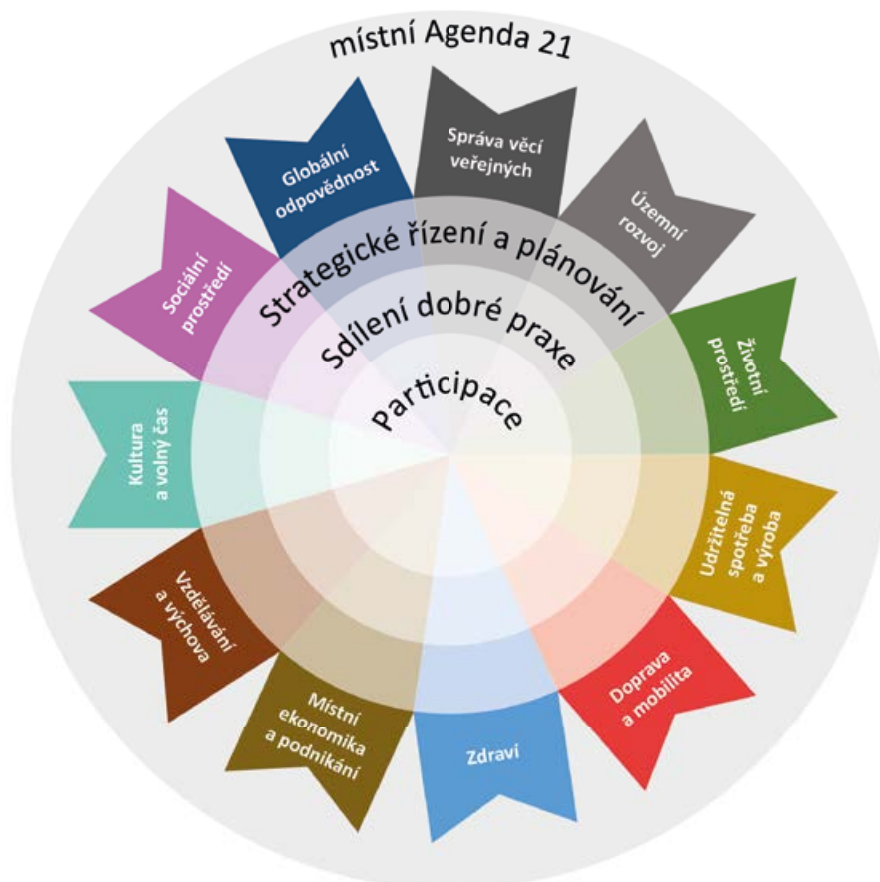 místní Agenda 21
Správa věcí
veřejných
Územní
rozvoj
Životní
prostředí
Udržitelná
spotřeba
a výroba
Doprava
a mobilita
Zdraví
Místní
ekonomika
a podnikání
Vzdělávání
a výchova
Kultura
a volný čas
Sociální
prostředí
Globální
odpovědnost
Strategické řízení a plánování
Sdílení dobré praxe
Participace